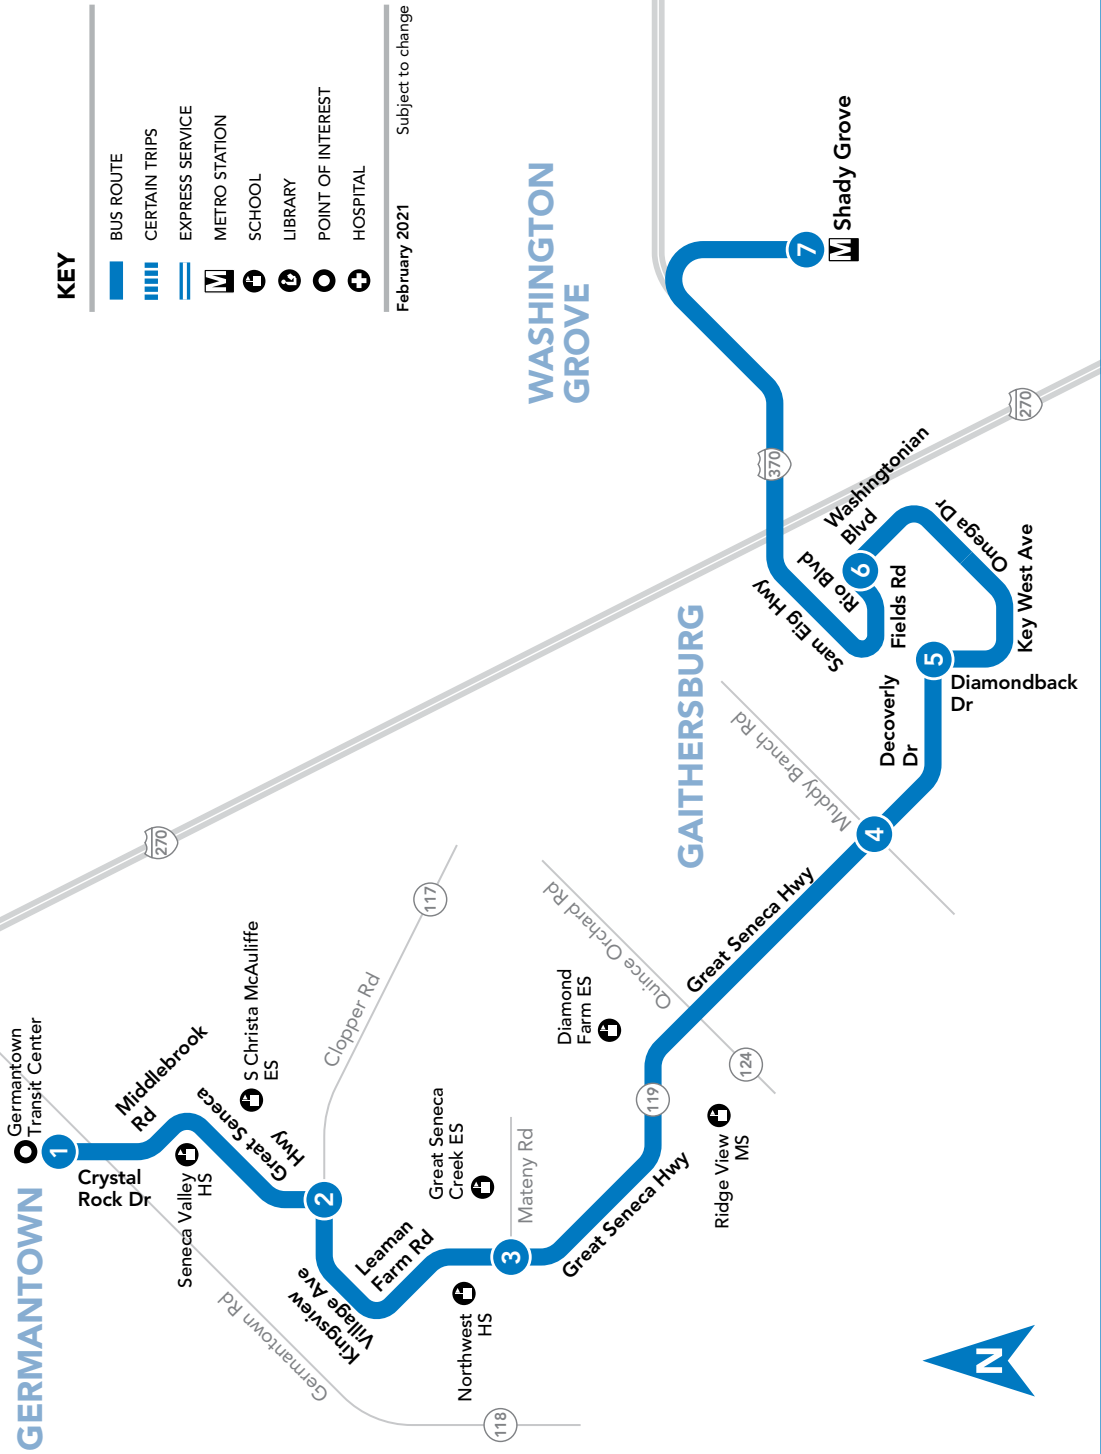 KEY
BUS ROUTE
CERTAIN TRIPS
EXPRESS SERVICE
M
METRO STATION
SCHOOL
LIBRARY
POINT OF INTEREST
HOSPITAL
February 2021
Subject to change
GERMANTOWN
Germantown
Transit Center
1
Crystal
Rock Dr
Middlebrook
Rd
Seneca Valley
HS
Great Seneca
Hwy
S Christa McAuliffe
ES
Germantown Rd
118
2
Clopper Rd
117
Kingsview
Village Ave
Leaman
Farm Rd
Great Seneca
Creek ES
Northwest
HS
3
Mateny Rd
Great Seneca Hwy
119
Diamond
Farm ES
Ridge View
MS
Quince Orchard Rd
124
Great Seneca Hwy
GAITHERSBURG
Muddy Branch Rd
4
Decoverly
Dr
5
Diamondback
Dr
Key West Ave
Omega Dr
Washingtonian
Blvd
6
Rio Blvd
Fields Rd
Sam Eig Hwy
270
270
370
WASHINGTON
GROVE
7
M Shady Grove
N